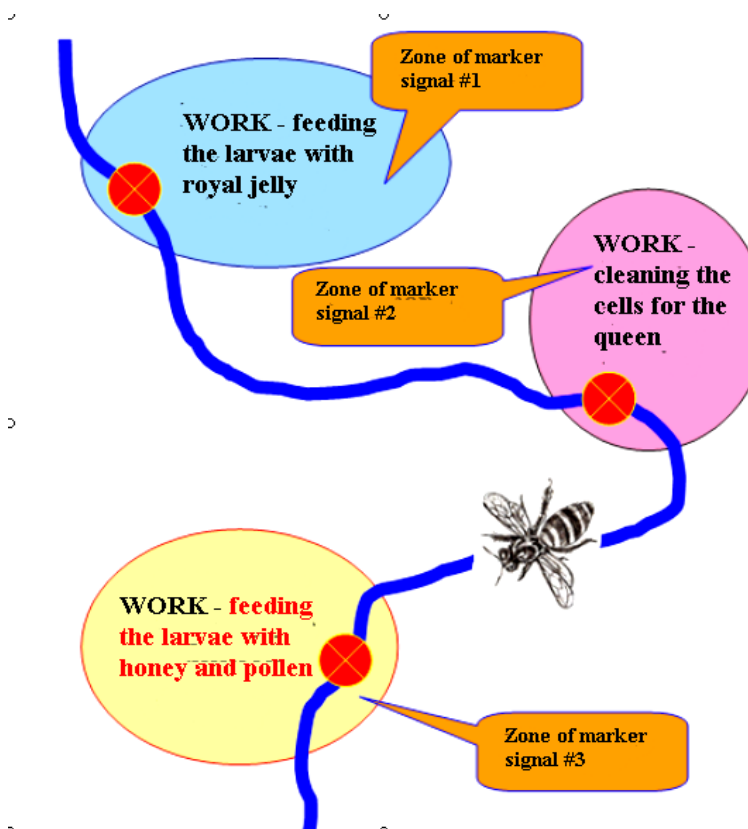 Zone of marker
signal #1
WORK - feeding
the larvae with
royal jelly
WORK -
cleaning the
cells for the
queen
Zone of marker
signal #2
WORK - feeding
the larvae with
honey and pollen
Zone of marker
signal #3